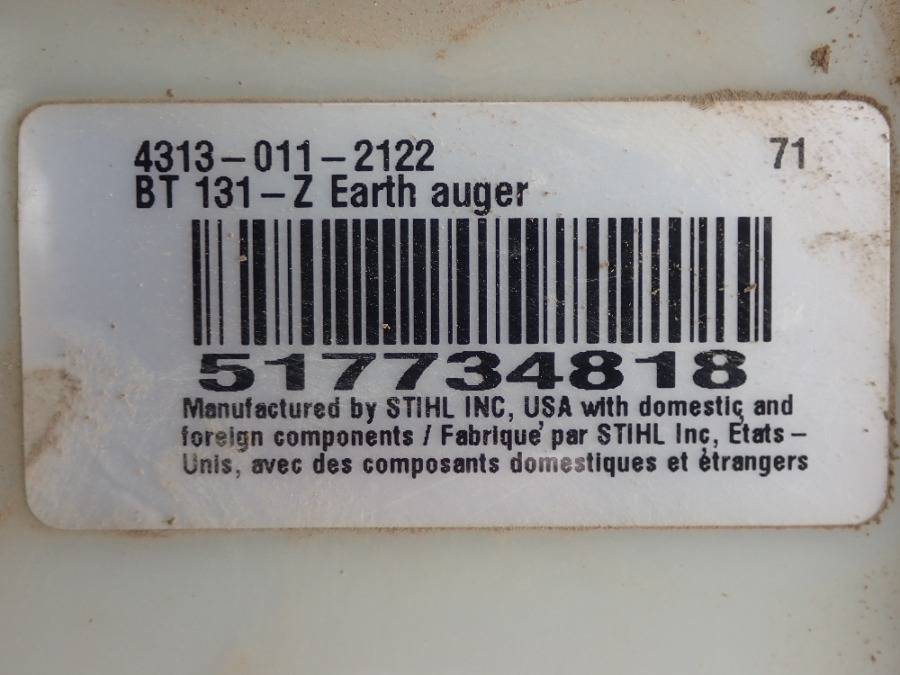 4313-011-2122 71
BT 131-Z Earth auger
517734818
Manufactured by STIHL INC, USA with domestic and
foreign components / Fabrique' par STIHL Inc, Etats-
Unis, avec des composants domestiques et étrangers